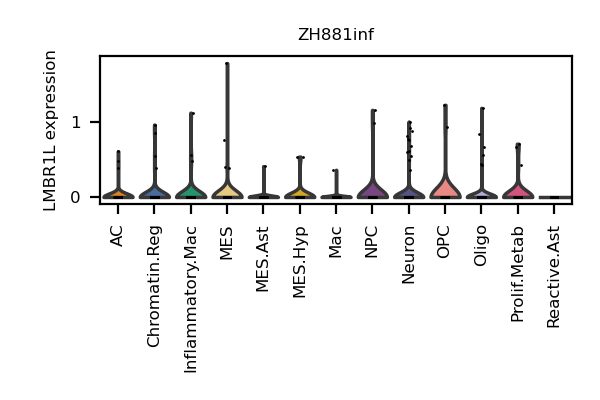 ZH881inf
LMBR1L expression
1
0
AC
Chromatin.Reg
Inflammatory.Mac
MES
MES.Ast
MES.Hyp
Mac
NPC
Neuron
OPC
Oligo
Prolif.Metab
Reactive.Ast